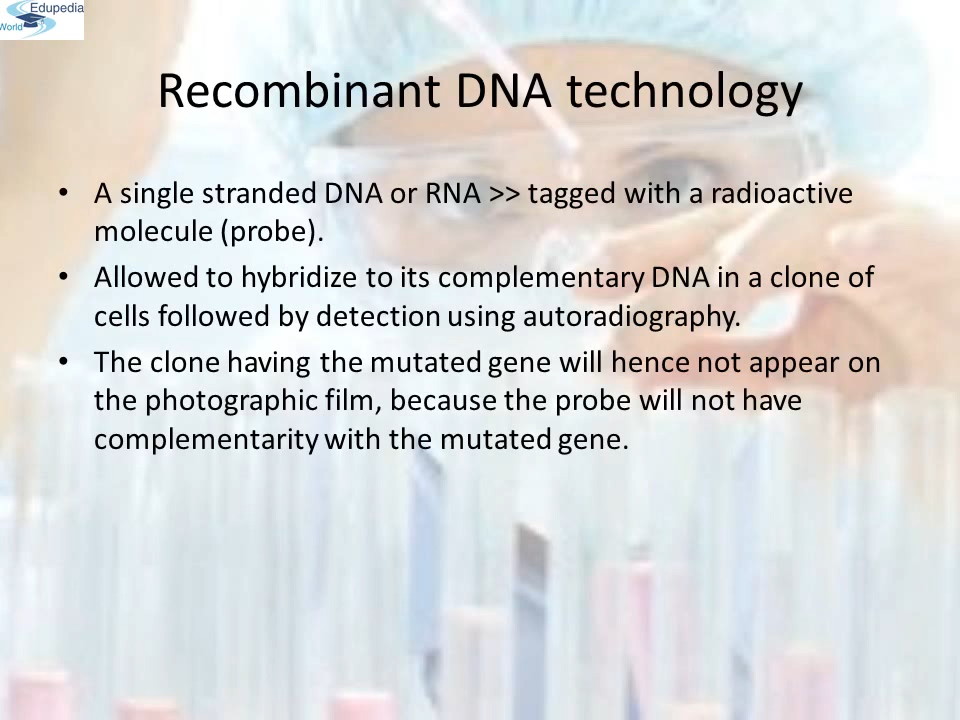 Edupedia
World
Recombinant DNA technology
• A single stranded DNA or RNA >> tagged with a radioactive
molecule (probe).
• Allowed to hybridize to its complementary DNA in a clone of
cells followed by detection using autoradiography.
• The clone having the mutated gene will hence not appear on
the photographic film, because the probe will not have
complementarity with the mutated gene.